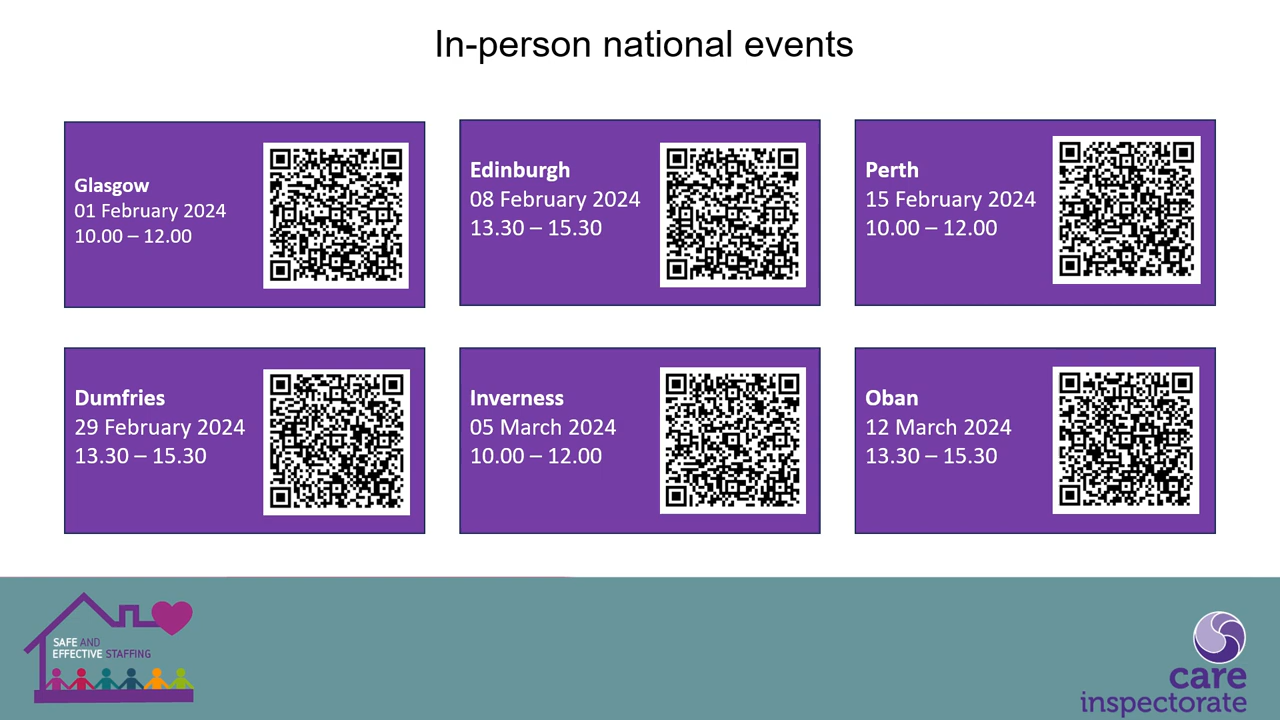 In-person national events
Glasgow
01 February 2024
10.00 – 12.00
Edinburgh
08 February 2024
13.30 – 15.30
Perth
15 February 2024
10.00 – 12.00
Dumfries
29 February 2024
13.30 – 15.30
Inverness
05 March 2024
10.00 – 12.00
Oban
12 March 2024
13.30 – 15.30
SAFE AND
EFFECTIVE STAFFING
care
inspectorate